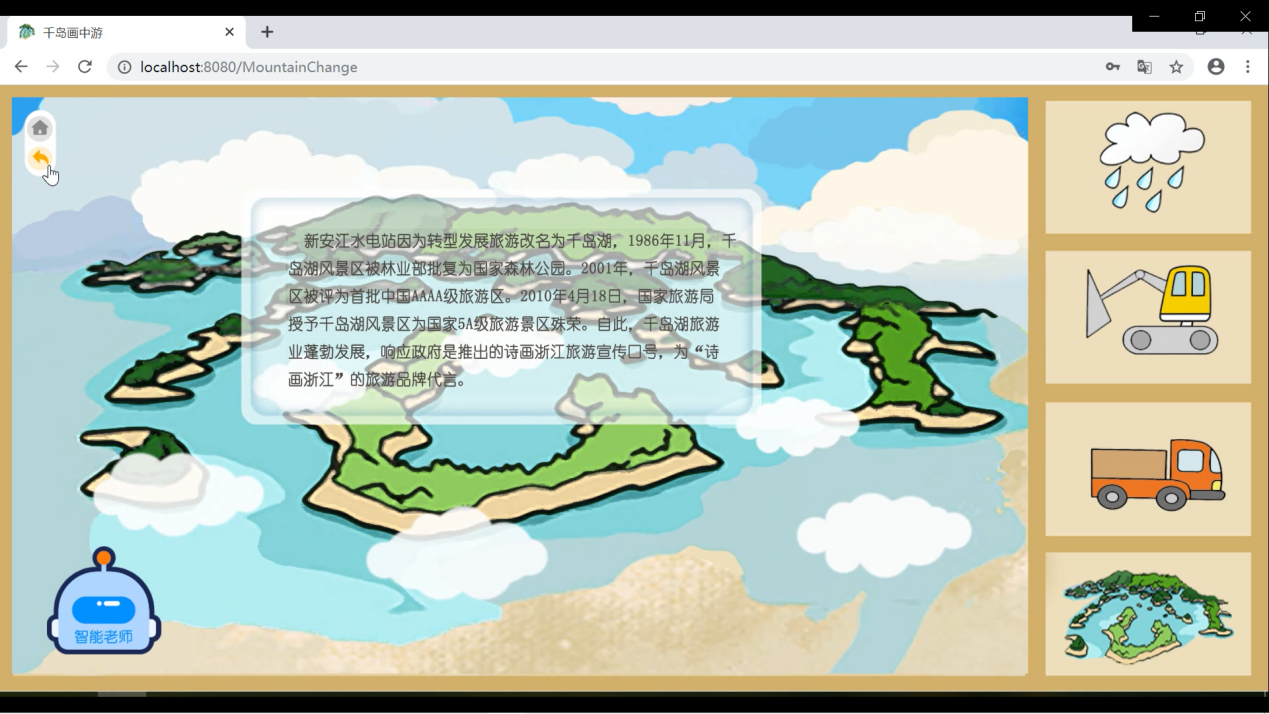 千岛画中游
localhost:8080/MountainChange
新安江水电站因为转型发展旅游改名为千岛湖，1986年11月，千
岛湖风景区被林业部批复为国家森林公园。2001年，千岛湖风景
区被评为首批中国AAAA级旅游区。2010年4月18日，国家旅游局
授予千岛湖风景区为国家5A级旅游景区殊荣。自此，千岛湖旅游
业蓬勃发展，响应政府是推出的诗画浙江旅游宣传口号，为“诗
画浙江”的旅游品牌代言。
智能老师